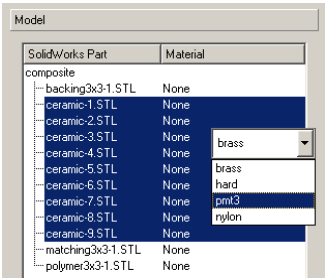 Model
SolidWorks Part Material
composite
backing3x3-1.STL None
ceramic-1.STL None
ceramic-2.STL None
ceramic-3.STL None
ceramic-4.STL None
ceramic-5.STL None
ceramic-6.STL None
ceramic-7.STL None
ceramic-8.STL None
ceramic-9.STL None
matching3x3-1.STL None
polymer3x3-1.STL None
brass
brass
hard
pmt3
nylon